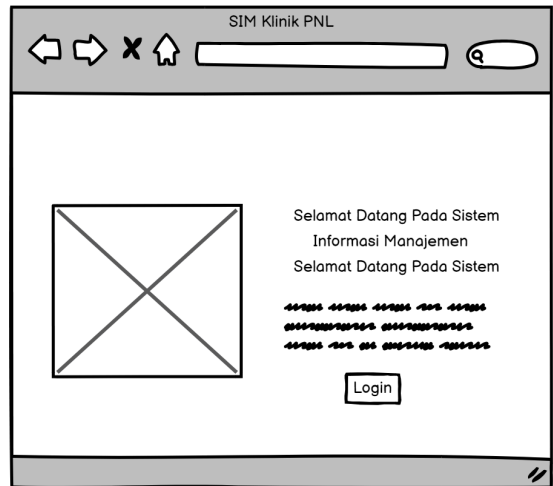 SIM Klinik PNL
Selamat Datang Pada Sistem
Informasi Manajemen
Selamat Datang Pada Sistem
Login